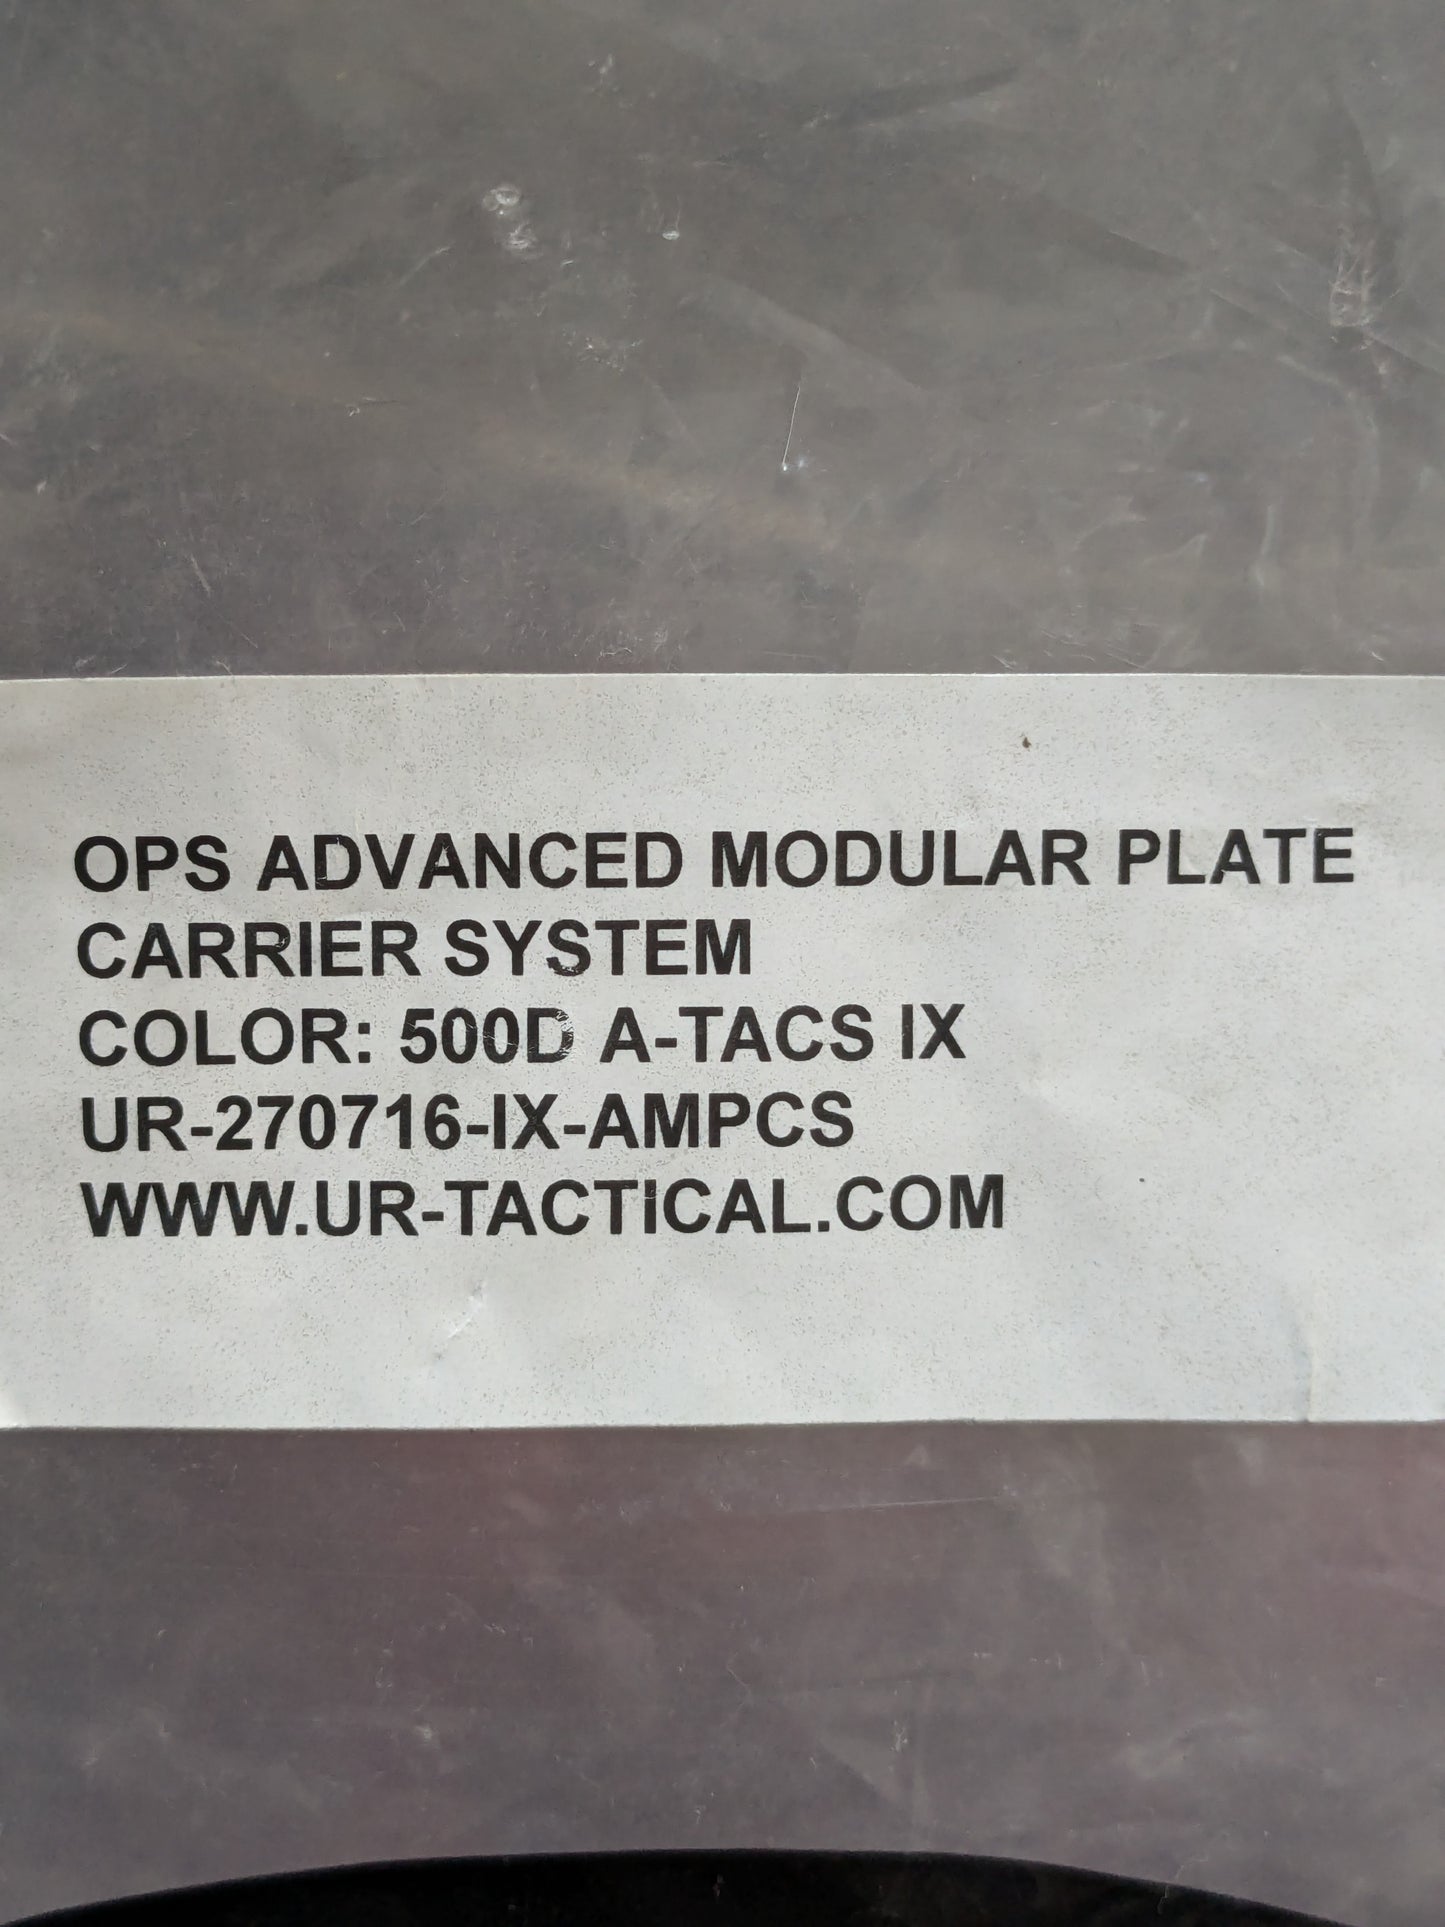 OPS ADVANCED MODULAR PLATE
CARRIER SYSTEM
COLOR: 500D A-TACS IX
UR-270716-IX-AMPCS
WWW.UR-TACTICAL.COM